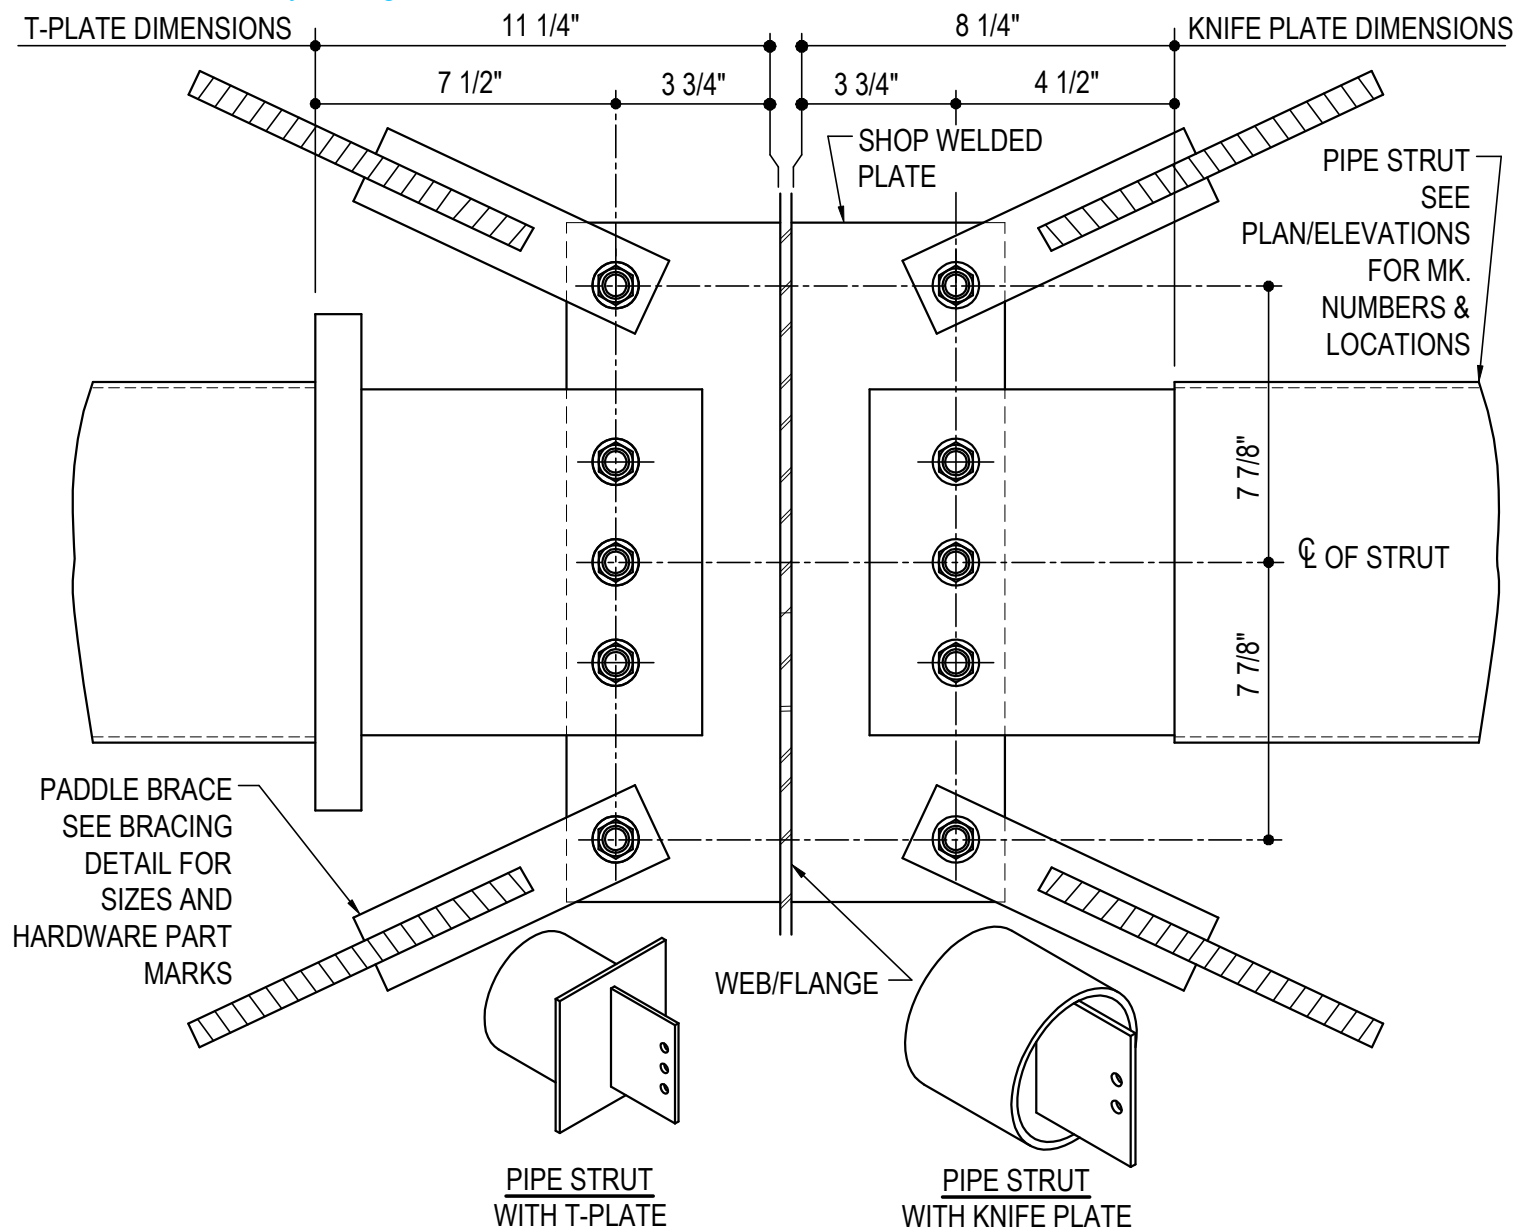 T-PLATE DIMENSIONS
11 1/4"
8 1/4"
KNIFE PLATE DIMENSIONS
7 1/2"
3 3/4"
3 3/4"
4 1/2"
SHOP WELDED
PLATE
PIPE STRUT
SEE
PLAN/ELEVATIONS
FOR MK.
NUMBERS &
LOCATIONS
7 7/8"
℄ OF STRUT
7 7/8"
PADDLE BRACE
SEE BRACING
DETAIL FOR
SIZES AND
HARDWARE PART
MARKS
WEB/FLANGE
PIPE STRUT
WITH T-PLATE
PIPE STRUT
WITH KNIFE PLATE